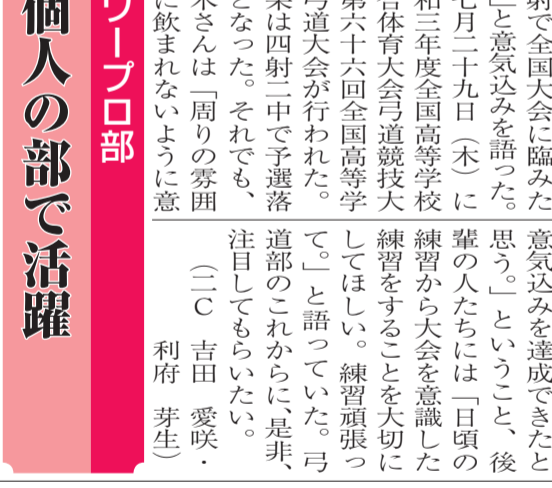 射で全国大会に臨みた
」と意気込みを語った。
七月二十九日（木）に
和三年度全国高等学校
合体育大会弓道競技大
第六十六回全国高等学
弓道大会が行われた。
果は四射二中で予選落
となった。それでも、
木さんは「周りの雰囲
に飲まれないように意
意気込みを達成できたと
思う。」ということ、後
輩の人たちには「日頃の
練習から大会を意識した
練習をすることを大切に
してほしい。練習頑張っ
て。」と語っていた。弓
道部のこれからに、是非、
注目してもらいたい。
（二C　吉田　愛咲・
利府　芽生）
ワープロ部
個人の部で活躍